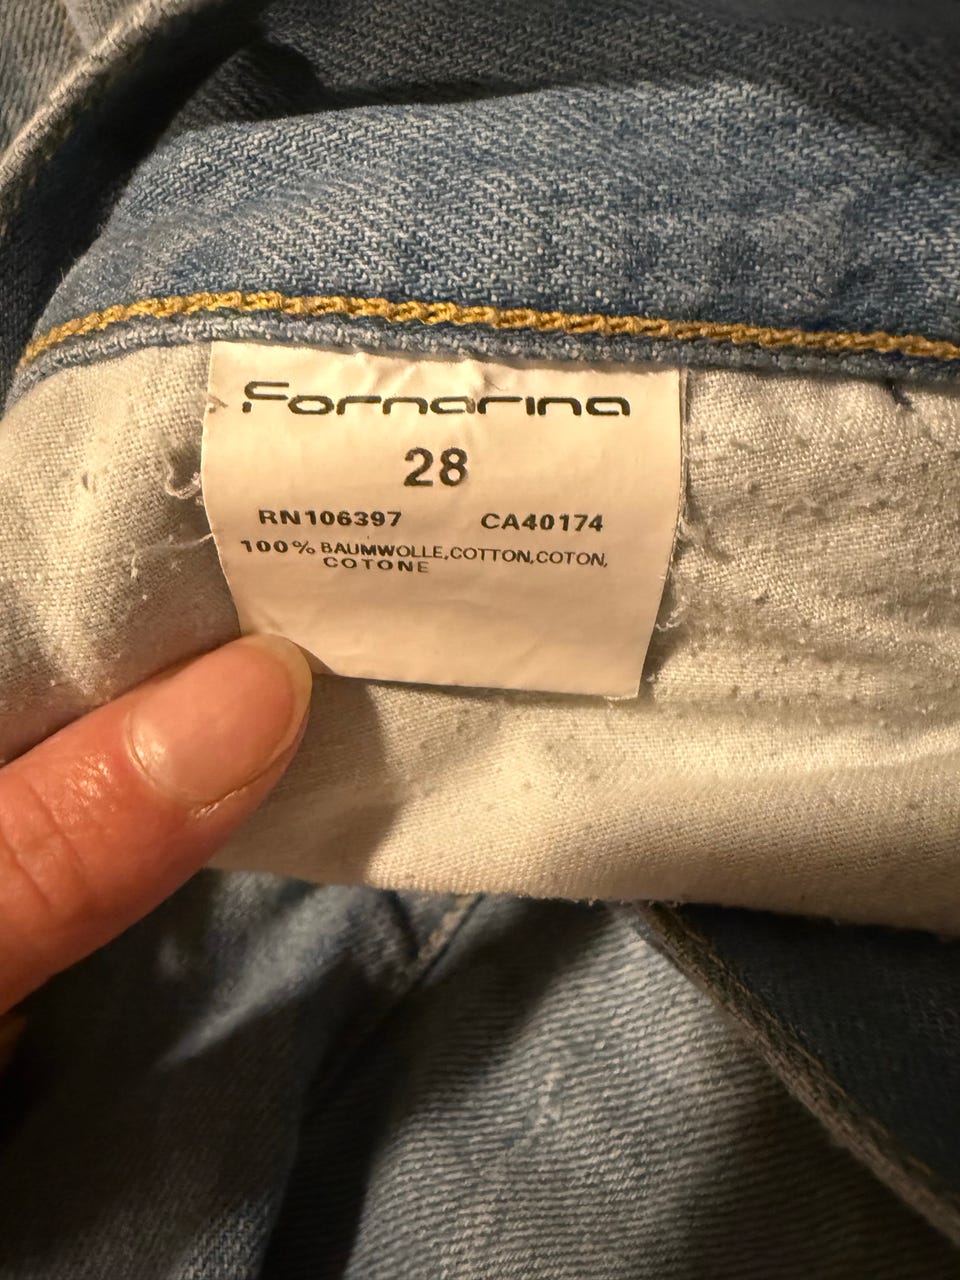 Fornarina
28
RN106397 CA40174
100% BAUMWOLLE,COTTON,COTON,
COTONE